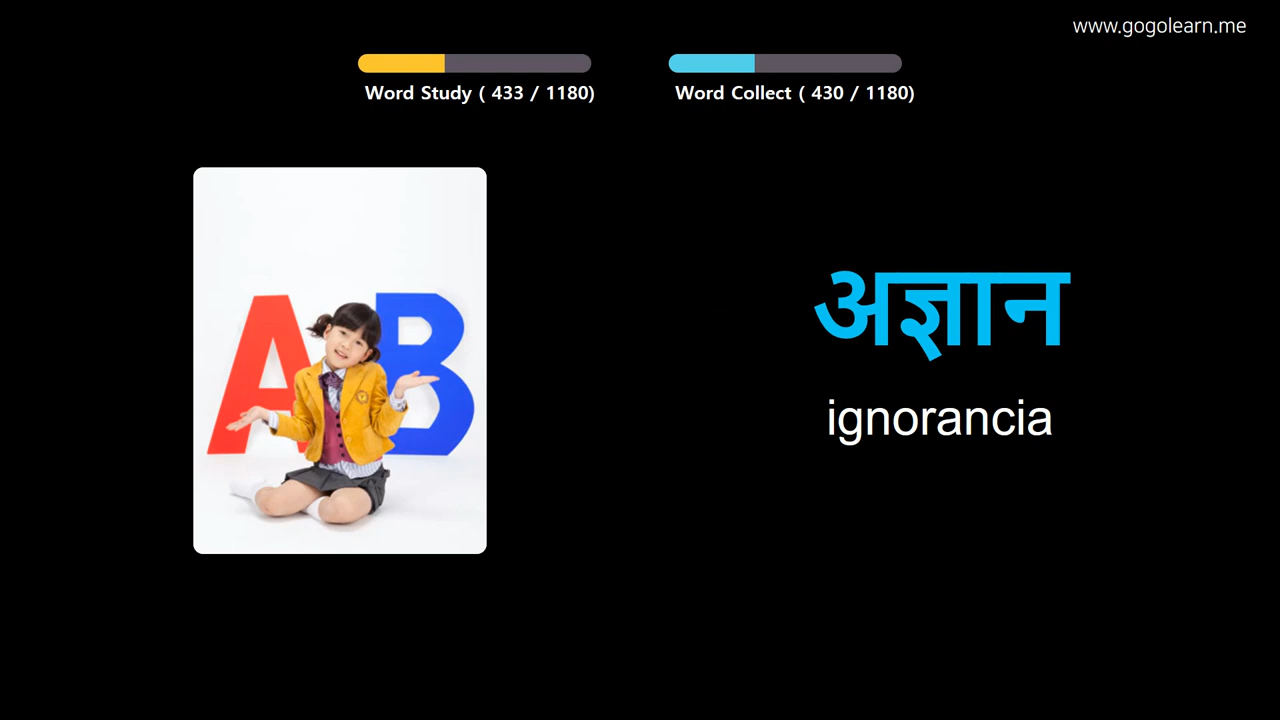 www.gogolearn.me
Word Study ( 433 / 1180)
Word Collect ( 430 / 1180)
A B
अज्ञान
ignorancia